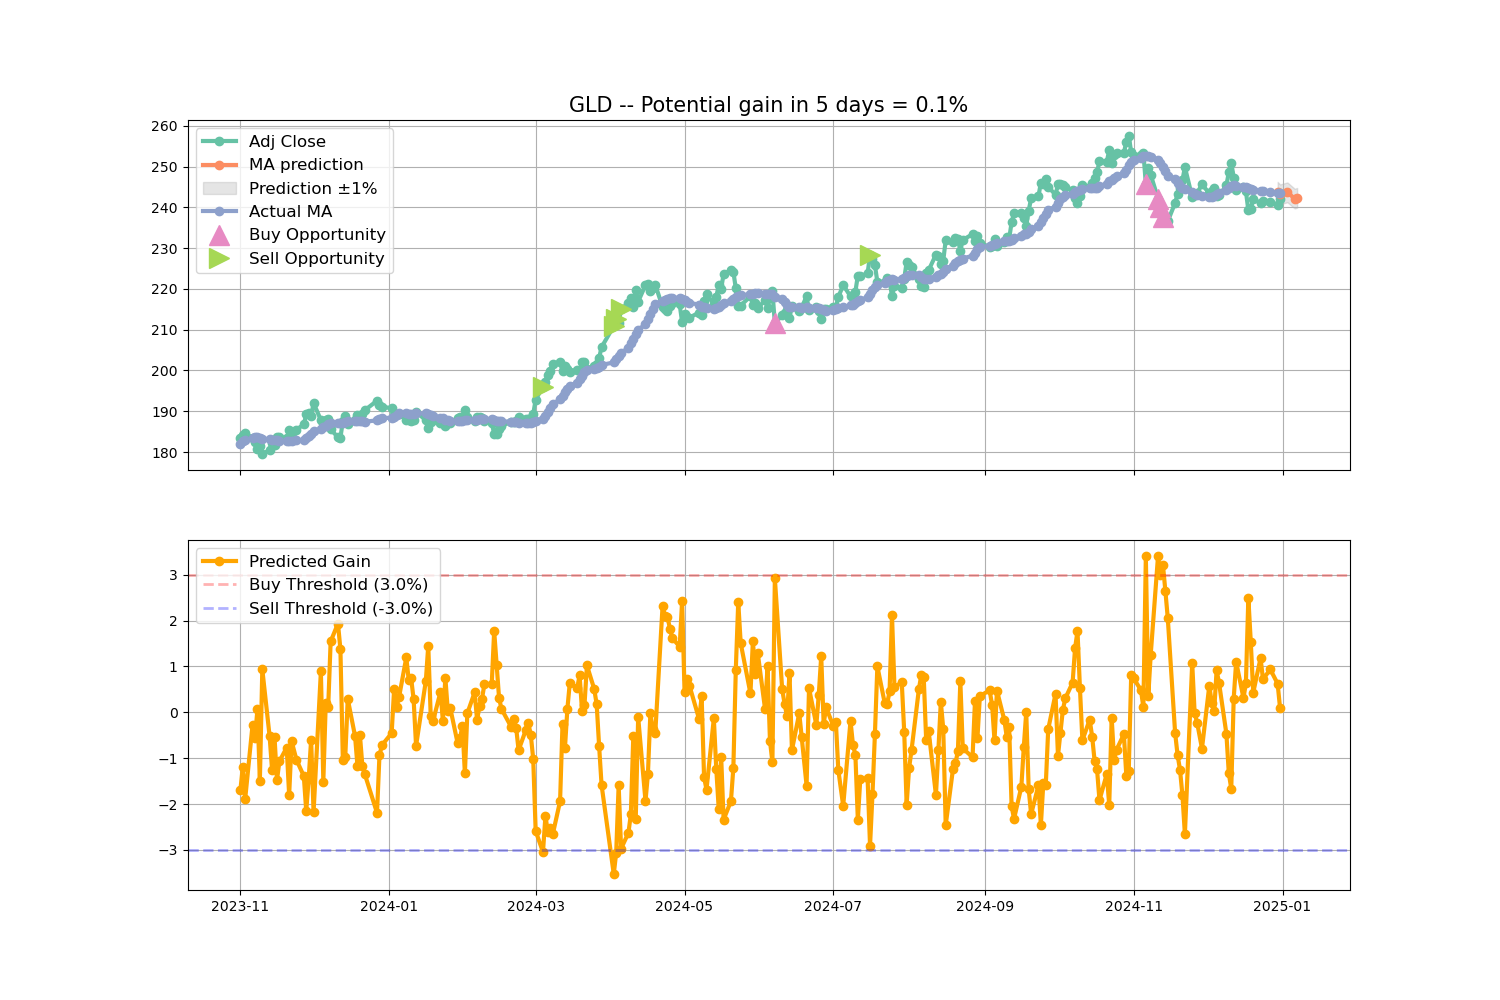 GLD -- Potential gain in 5 days = 0.1%
260
250
240
230
220
210
200
190
180
Adj Close
MA prediction
Prediction ±1%
Actual MA
Buy Opportunity
Sell Opportunity
3
2
1
0
−1
−2
−3
Predicted Gain
Buy Threshold (3.0%)
Sell Threshold (-3.0%)
2023-11
2024-01
2024-03
2024-05
2024-07
2024-09
2024-11
2025-01